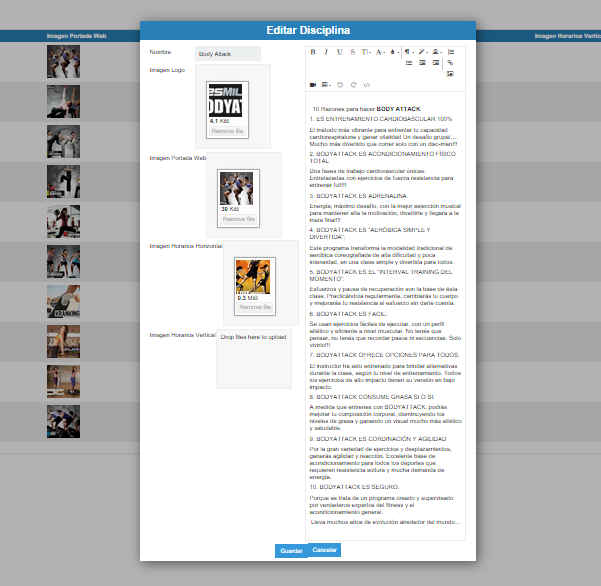 Editar Disciplina
Imagen Portada Web
Imagen Horarios Vertical
Nombre
Body Attack
Imagen Logo
4.1 KiB
Remove file
Imagen Portada Web
30 KiB
Remove file
Imagen Horarios Horizontal
0.3 MiB
Remove file
Imagen Horarios Vertical
Drop files here to upload
10 Razones para hacer BODY ATTACK
1. ES ENTRENAMIENTO CARDIOBASCULAR 100%
El método más vibrante para enfrentar tu capacidad
cardiorespiratoria y ganar vitalidad Un desafío grupal....
Mucho más divertido que correr solo con un disc-man!!!
2. BODYATTACK ES ACONDICIONAMIENTO FÍSICO
TOTAL
Dos fases de trabajo cardiovascular únicas.
Entrelazadas con ejercicios de fuerza resistencia para
entrenar full!!!
3. BODYATTACK ES ADRENALINA
Energía, máximo desafío, con la mejor selección musical
para mantener alta la motivación, divertirte y llegara a la
meta final!!!
4. BODYATTACK ES "AERÓBICA SIMPLE Y
DIVERTIDA":
Este programa transforma la modalidad tradicional de
aeróbica coreografiada de alta dificultad y poca
intensidad, en una clase simple y divertida para todos.
5. BODYATTACK ES EL "INTERVAL TRAINING DEL
MOMENTO":
Esfuerzos y pausa de recuperación son la base de ésta
clase. Practicándola regularmente, cambiarás tu cuerpo
y mejorarás tu resistencia al esfuerzo sin darte cuenta.
6. BODYATTACK ES FACIL:
Se usan ejercicios fáciles de ejecutar, con un perfil
atlético y eficiente a nivel muscular. No tenés que
pensar, no tenés que recordar pasos ni secuencias. Solo
vivirlo!!!
7. BODYATTACK OFRECE OPCIONES PARA TODOS:
El instructor ha sido entrenado para brindar alternativas
durante la clase, según tu nivel de entrenamiento. Todos
los ejercicios de alto impacto tienen su versión en bajo
impacto.
8. BODYATTACK CONSUME GRASA SI O SI:
A medida que entrenes con BODYATTACK, podrás
mejorar tu composición corporal, disminuyendo los
niveles de grasa y ganando un visual mucho más atlético
y saludable.
9. BODYATTACK ES CORDINACIÓN Y AGILIDAD
Por la gran variedad de ejercicios y desplazamientos,
ganarás agilidad y reacción. Excelente base de
acondicionamiento para todos los deportes que
requieren resistencia soltura y mucha demanda de
energía.
10. BODYATTACK ES SEGURO:
Porque se trata de un programa creado y supervisado
por verdaderos expertos del fitness y el
acondicionamiento general.
Lleva muchos años de evolución alrededor del mundo...
Guardar
Cancelar